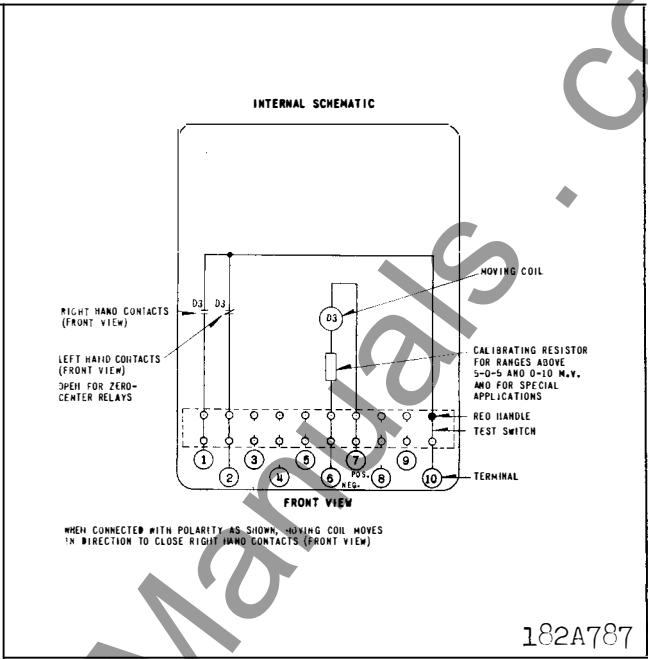 INTERNAL SCHEMATIC
MOVING COIL
D3 D3
RIGHT HAND CONTACTS
(FRONT VIEW)
D3
LEFT HAND CONTACTS
(FRONT VIEW)
OPEN FOR ZERO-
CENTER RELAYS
CALIBRATING RESISTOR
FOR RANGES ABOVE
5-0-5 AND 0-10 M.V.
AND FOR SPECIAL
APPLICATIONS
RED HANDLE
TEST SWITCH
1 3 5 7 9
POS.
2 4 6 8 10
NEG.
TERMINAL
FRONT VIEW
WHEN CONNECTED WITH POLARITY AS SHOWN, MOVING COIL MOVES
IN DIRECTION TO CLOSE RIGHT HAND CONTACTS (FRONT VIEW)
182A787
Manuals . co